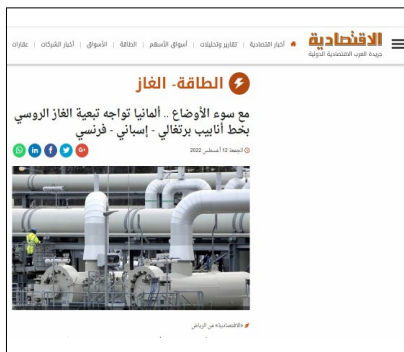 الاقتصادية
جريدة العرب الاقتصادية الدولية
أخبار اقتصادية | تقارير وتحليلات | أسواق الأسهم | الطاقة | الأسواق | أخبار الشركات | عقارات
الطاقة- الغاز
مع سوء الأوضاع .. ألمانيا تواجه تبعية الغاز الروسي
بخط أنابيب برتغالي - إسباني - فرنسي
الجمعة 12 أغسطس 2022
«الاقتصادية» من الرياض